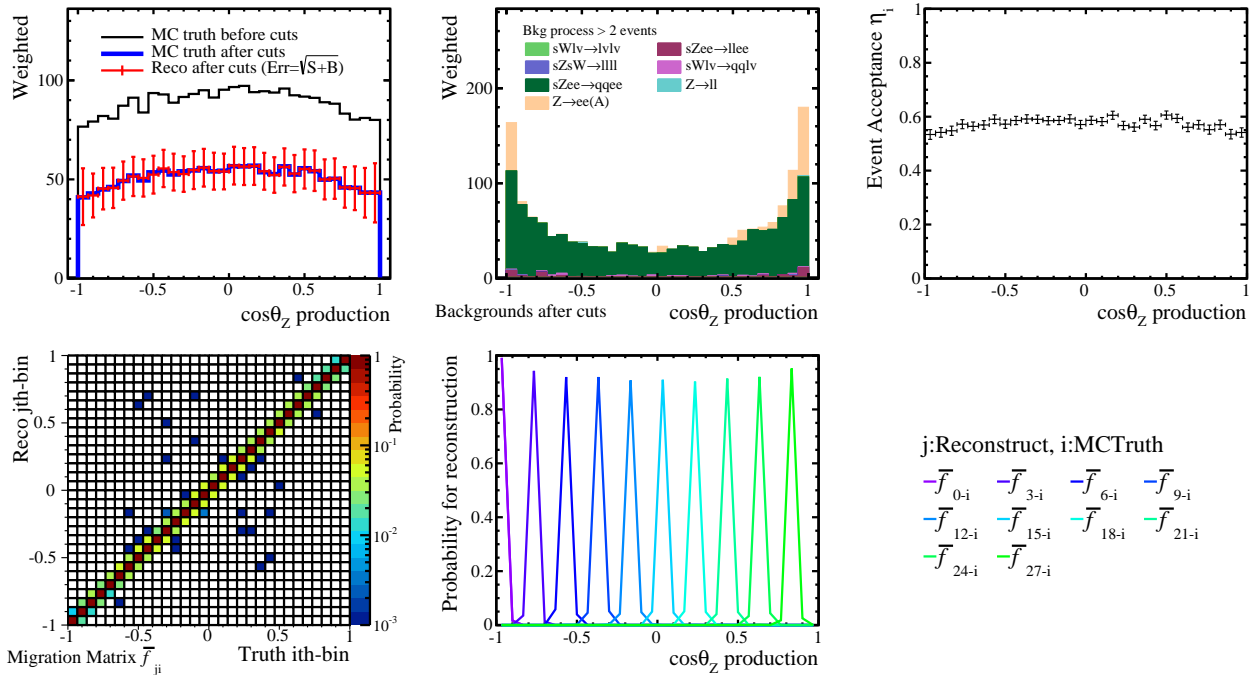 Weighted
MC truth before cuts
MC truth after cuts
Reco after cuts (Err=√S+B)
100
50
0
-1 -0.5 0 0.5 1
cosθZ production
Weighted
Bkg process > 2 events
sWlv→lvlv sZee→llee
sZsW→llll sWlv→qqlv
sZee→qqee Z→ll
Z→ee(A)
200
100
0
-1 -0.5 0 0.5 1
Backgrounds after cuts cosθZ production
Event Acceptance ηi
1
0.8
0.6
0.4
0.2
0
-1 -0.5 0 0.5 1
cosθZ production
Reco jth-bin
1
0.5
0
-0.5
-1
-1 -0.5 0 0.5 1
Migration Matrix f̅ji Truth ith-bin
Probability
1
10-1
10-2
10-3
Probability for reconstruction
1
0.8
0.6
0.4
0.2
0
-1 -0.5 0 0.5 1
cosθZ production
j:Reconstruct, i:MCTruth
f̅0-i f̅3-i f̅6-i f̅9-i
f̅12-i f̅15-i f̅18-i f̅21-i
f̅24-i f̅27-i